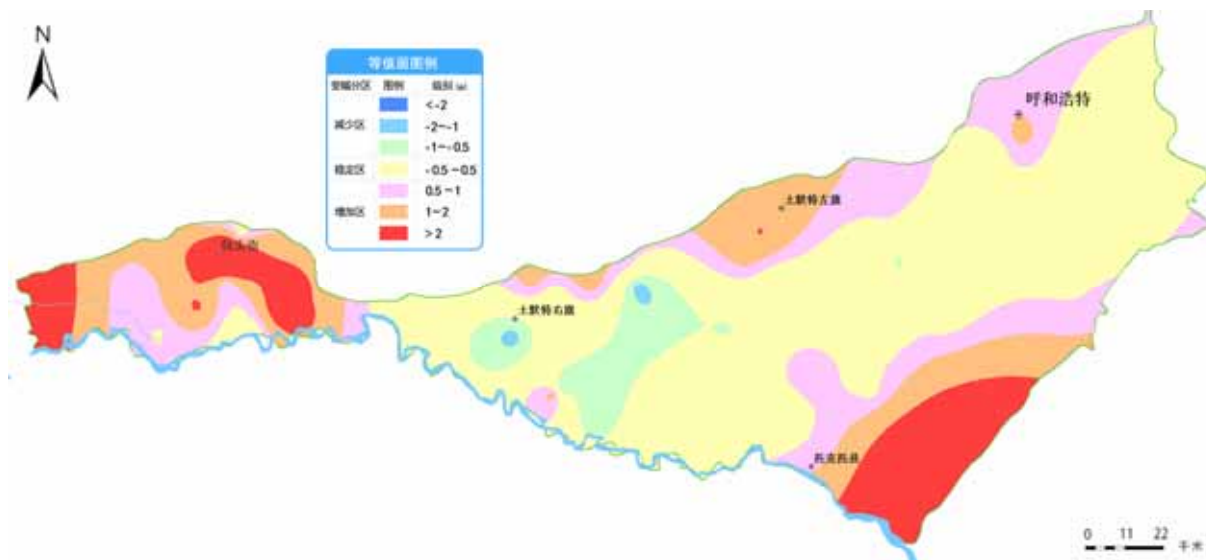 N
等值面图例
变幅分区 图例 级别 (m)
<-2
减少区 -2~-1
-1~-0.5
稳定区 -0.5~0.5
0.5~1
增加区 1~2
>2
呼和浩特
土默特左旗
包头市
土默特右旗
托克托县
0 11 22 千米